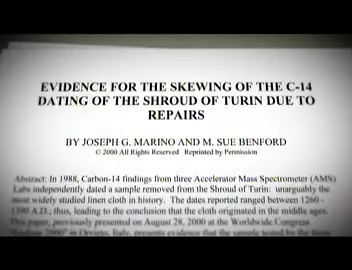 EVIDENCE FOR THE SKEWING OF THE C-14
DATING OF THE SHROUD OF TURIN DUE TO
REPAIRS
BY JOSEPH G. MARINO AND M. SUE BENFORD
© 2000 All Rights Reserved Reprinted by Permission
Abstract: In 1988, Carbon-14 findings from three Accelerator Mass Spectrometer (AMS)
Labs independently dated a sample removed from the Shroud of Turin: unarguably the
most widely studied linen cloth in history. The dates reported ranged between 1260 -
1390 A.D.; thus, leading to the conclusion that the cloth originated in the middle ages.
This paper, previously presented on August 28, 2000 at the Worldwide Congress
in Orvieto, Italy, presents evidence that the sample tested